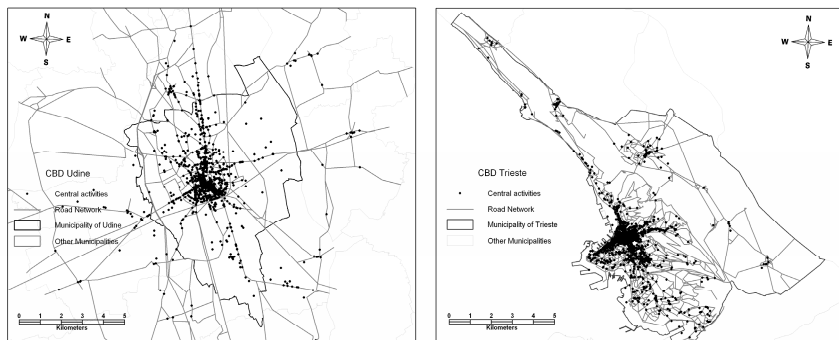 N
W E
S
CBD Udine
Central activities
Road Network
Municipality of Udine
Other Municipalities
0 1 2 3 4 5
Kilometers
N
W E
S
CBD Trieste
Central activities
Road Network
Municipality of Trieste
Other Municipalities
0 1 2 3 4 5
Kilometers